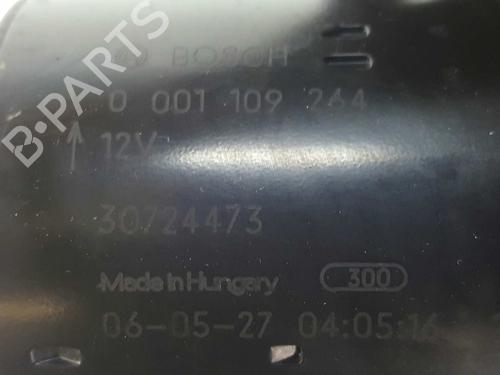 BOSCH
0 001 109 264
12V
30724473
Made in Hungary 300
06-05-27 04:05:16
B-PARTS